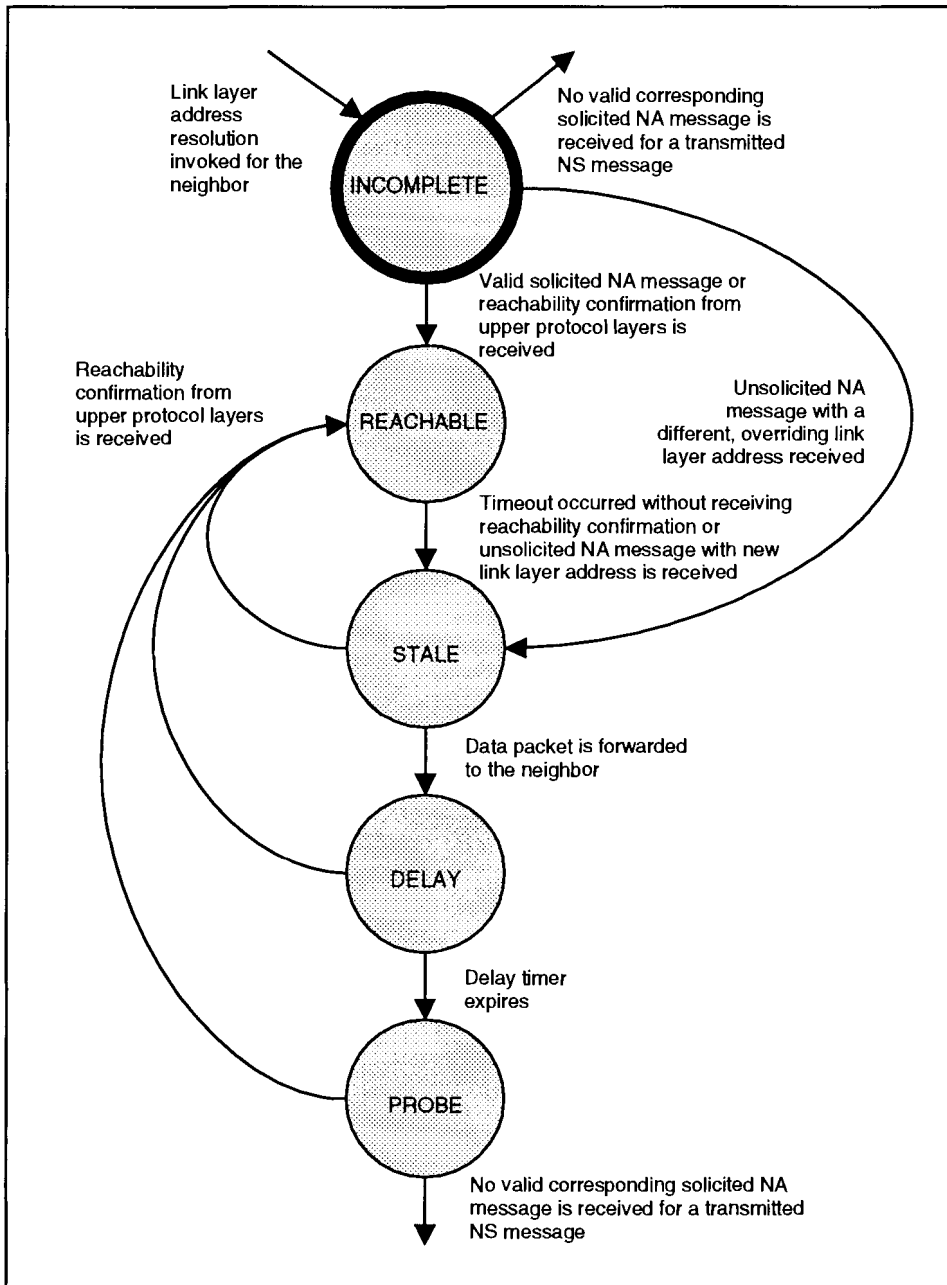 Link layer
address
resolution
invoked for the
neighbor
No valid corresponding
solicited NA message is
received for a transmitted
NS message
INCOMPLETE
Valid solicited NA message or
reachability confirmation from
upper protocol layers is
received
Reachability
confirmation from
upper protocol layers
is received
REACHABLE
Unsolicited NA
message with a
different, overriding link
layer address received
Timeout occurred without receiving
reachability confirmation or
unsolicited NA message with new
link layer address is received
STALE
Data packet is forwarded
to the neighbor
DELAY
Delay timer
expires
PROBE
No valid corresponding solicited NA
message is received for a transmitted
NS message